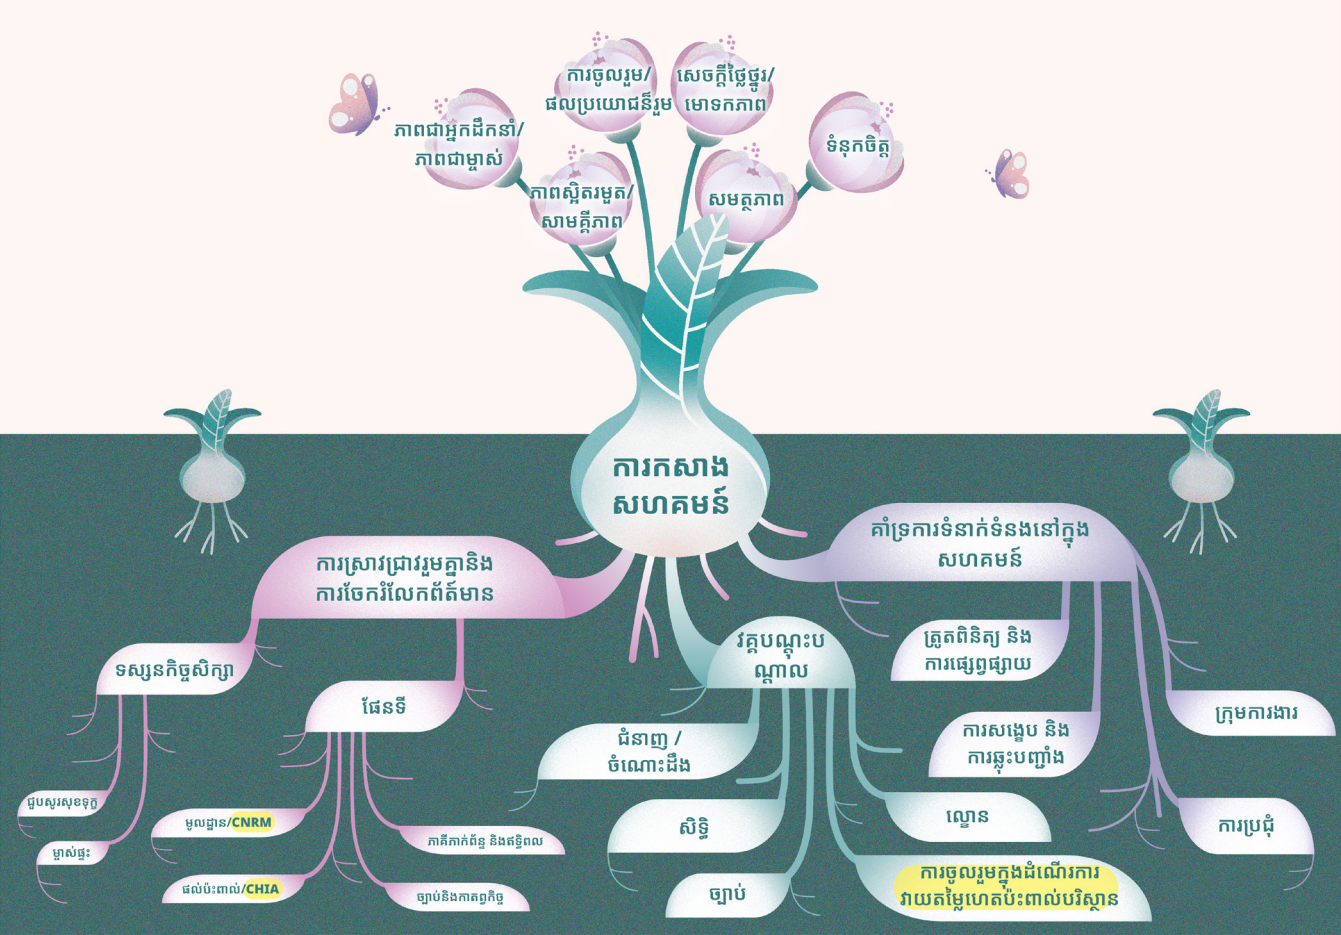 ការចូលរួម/
ផលប្រយោជន៍រួម
សេចក្តីថ្លៃថ្នូរ/
មោទកភាព
ភាពជាអ្នកដឹកនាំ/
ភាពជាម្ចាស់
ទំនុកចិត្ត
ភាពស្អិតរមួត/
សាមគ្គីភាព
សមត្ថភាព
ការកសាង
សហគមន៍
ការស្រាវជ្រាវរួមគ្នានិង
ការចែករំលែកព័ត៍មាន
គាំទ្រការទំនាក់ទំនងនៅក្នុង
សហគមន៍
វគ្គបណ្តុះប
ណ្តាល
ទស្សនកិច្ចសិក្សា
ផែនទី
ត្រួតពិនិត្យ និង
ការផ្សេព្វផ្សាយ
ក្រុមការងារ
ជំនាញ /
ចំណោះដឹង
ការសង្ខេប និង
ការឆ្លុះបញ្ជាំង
ជួបសួរសុខទុក្ខ
ម្ចាស់ផ្ទះ
មូលដ្ឋាន/CNRM
ផល់ប៉ះពាល់/CHIA
ភាគីភាក់ព័ន្ធ និងឥទ្ធិពល
ច្បាប់និងកាតព្វកិច្ច
សិទ្ធិ
ច្បាប់
ល្ខោន
ការប្រជុំ
ការចូលរួមក្នុងដំណើរការ
វាយតម្លៃហេតប៉ះពាល់បរិស្ថាន